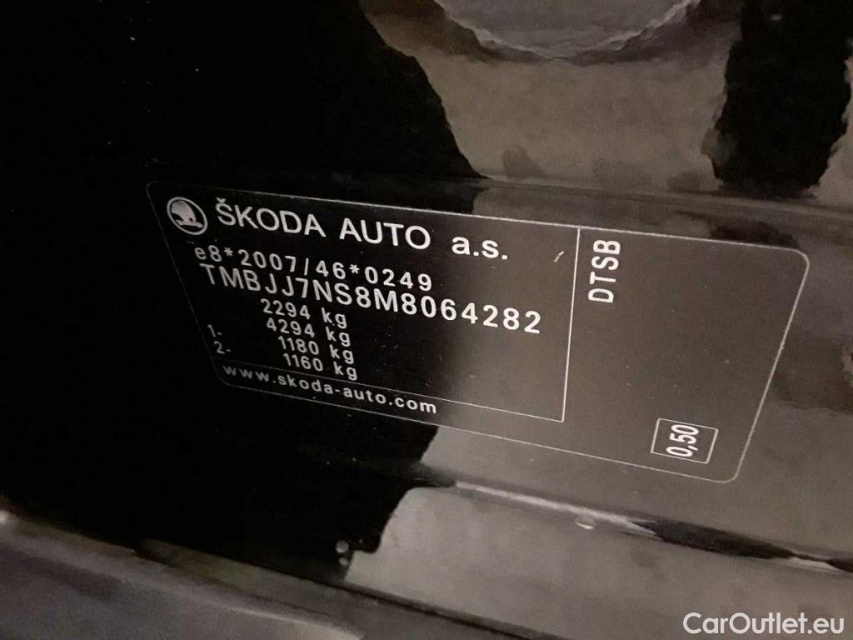 ŠKODA AUTO a.s.
e8*2007/46*0249
TMBJJ7NS8M8064282
2294 kg
4294 kg
1- 1180 kg
2- 1160 kg
www.skoda-auto.com
DTSB
0,50
CarOutlet.eu